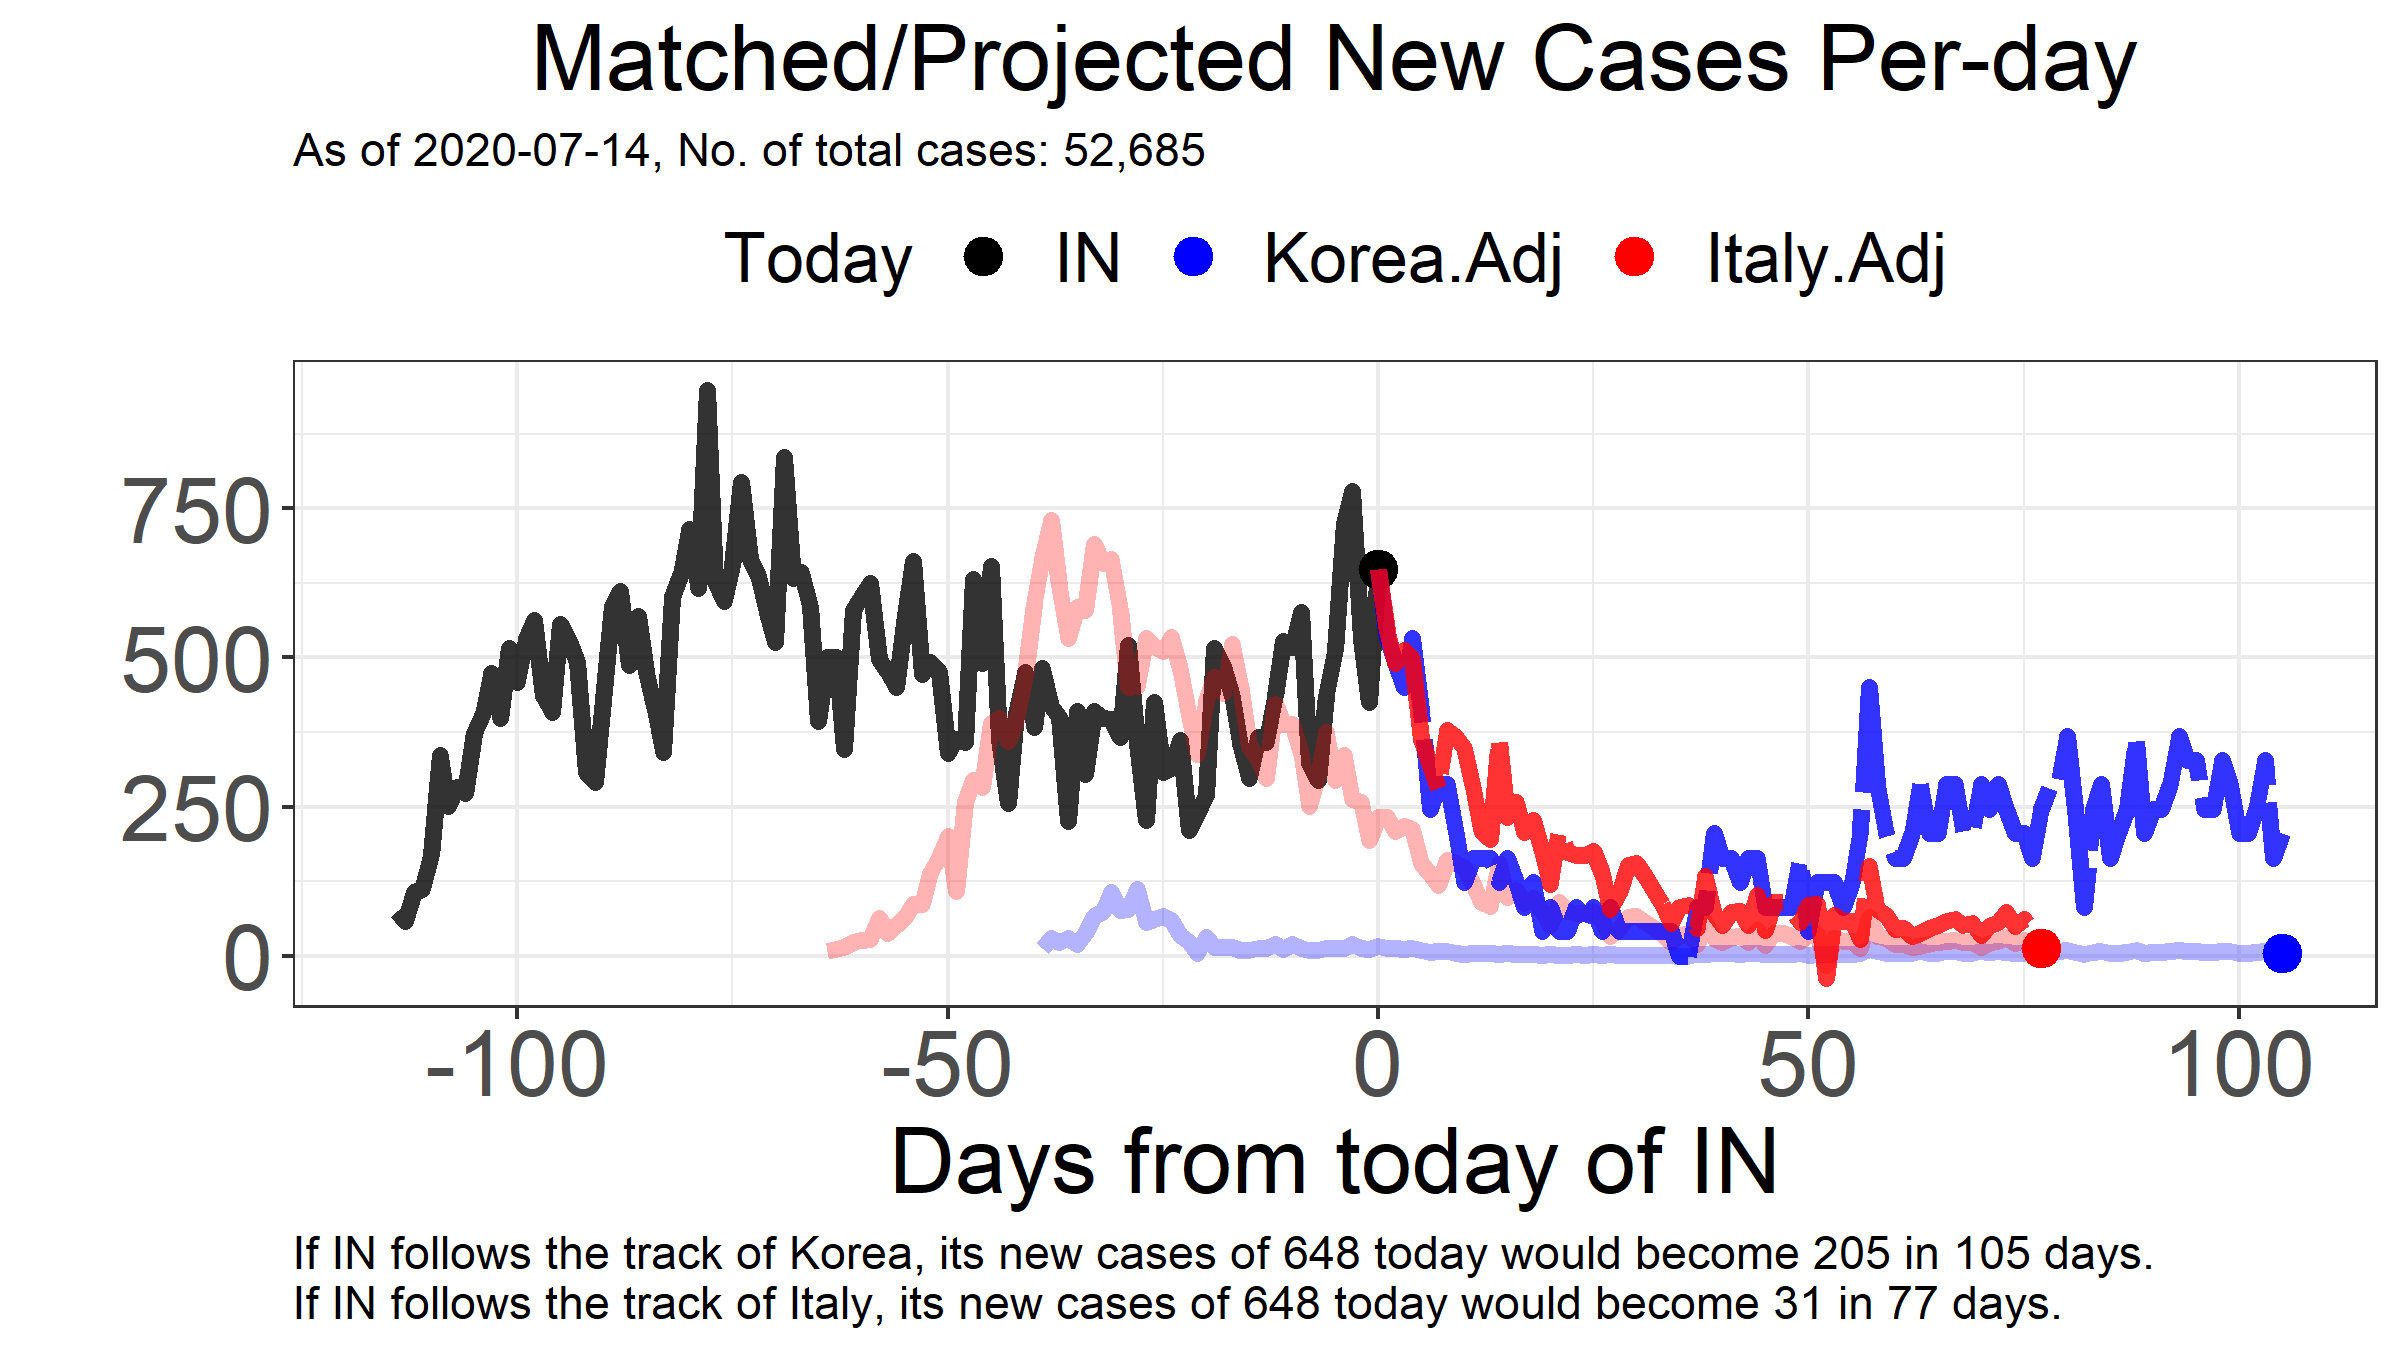 Matched/Projected New Cases Per-day
As of 2020-07-14, No. of total cases: 52,685
Today IN Korea.Adj Italy.Adj
750
500
250
0
-100 -50 0 50 100
Days from today of IN
If IN follows the track of Korea, its new cases of 648 today would become 205 in 105 days.
If IN follows the track of Italy, its new cases of 648 today would become 31 in 77 days.